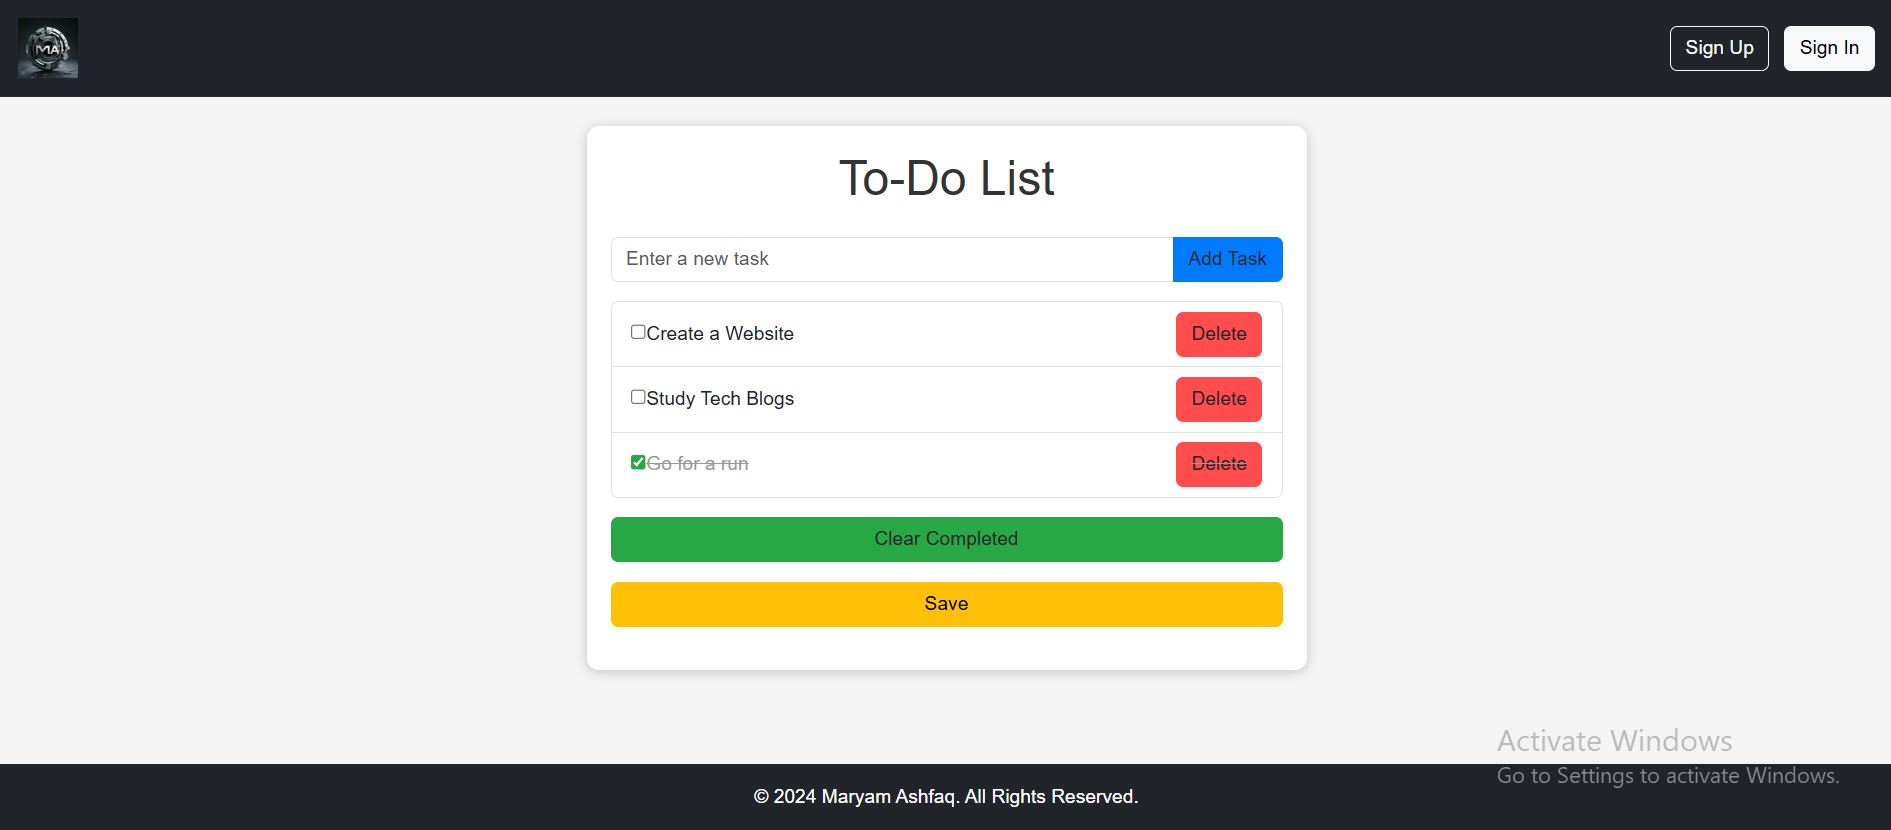 MA
Sign Up
Sign In
To-Do List
Enter a new task
Add Task
Create a Website
Delete
Study Tech Blogs
Delete
Go for a run
Delete
Clear Completed
Save
Activate Windows
Go to Settings to activate Windows.
© 2024 Maryam Ashfaq. All Rights Reserved.